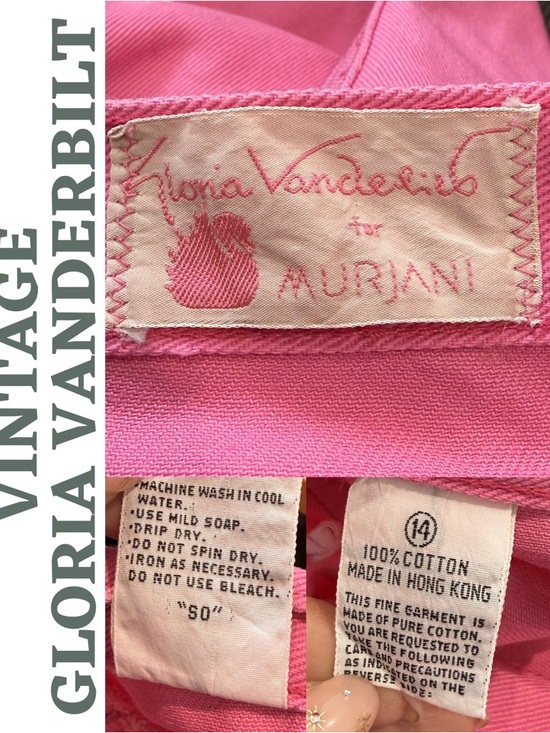 VINTAGE
GLORIA VANDERBILT
Gloria Vanderbilt
for
MURJANI
•MACHINE WASH IN COOL
WATER.
•USE MILD SOAP.
•DRIP DRY.
•DO NOT SPIN DRY.
•IRON AS NECESSARY.
DO NOT USE BLEACH.
"SO"
14
100% COTTON
MADE IN HONG KONG
THIS FINE GARMENT IS
MADE OF PURE COTTON.
YOU ARE REQUESTED TO
TAKE THE FOLLOWING
CARE AND PRECAUTIONS
AS INDICATED ON THE
REVERSE SIDE: